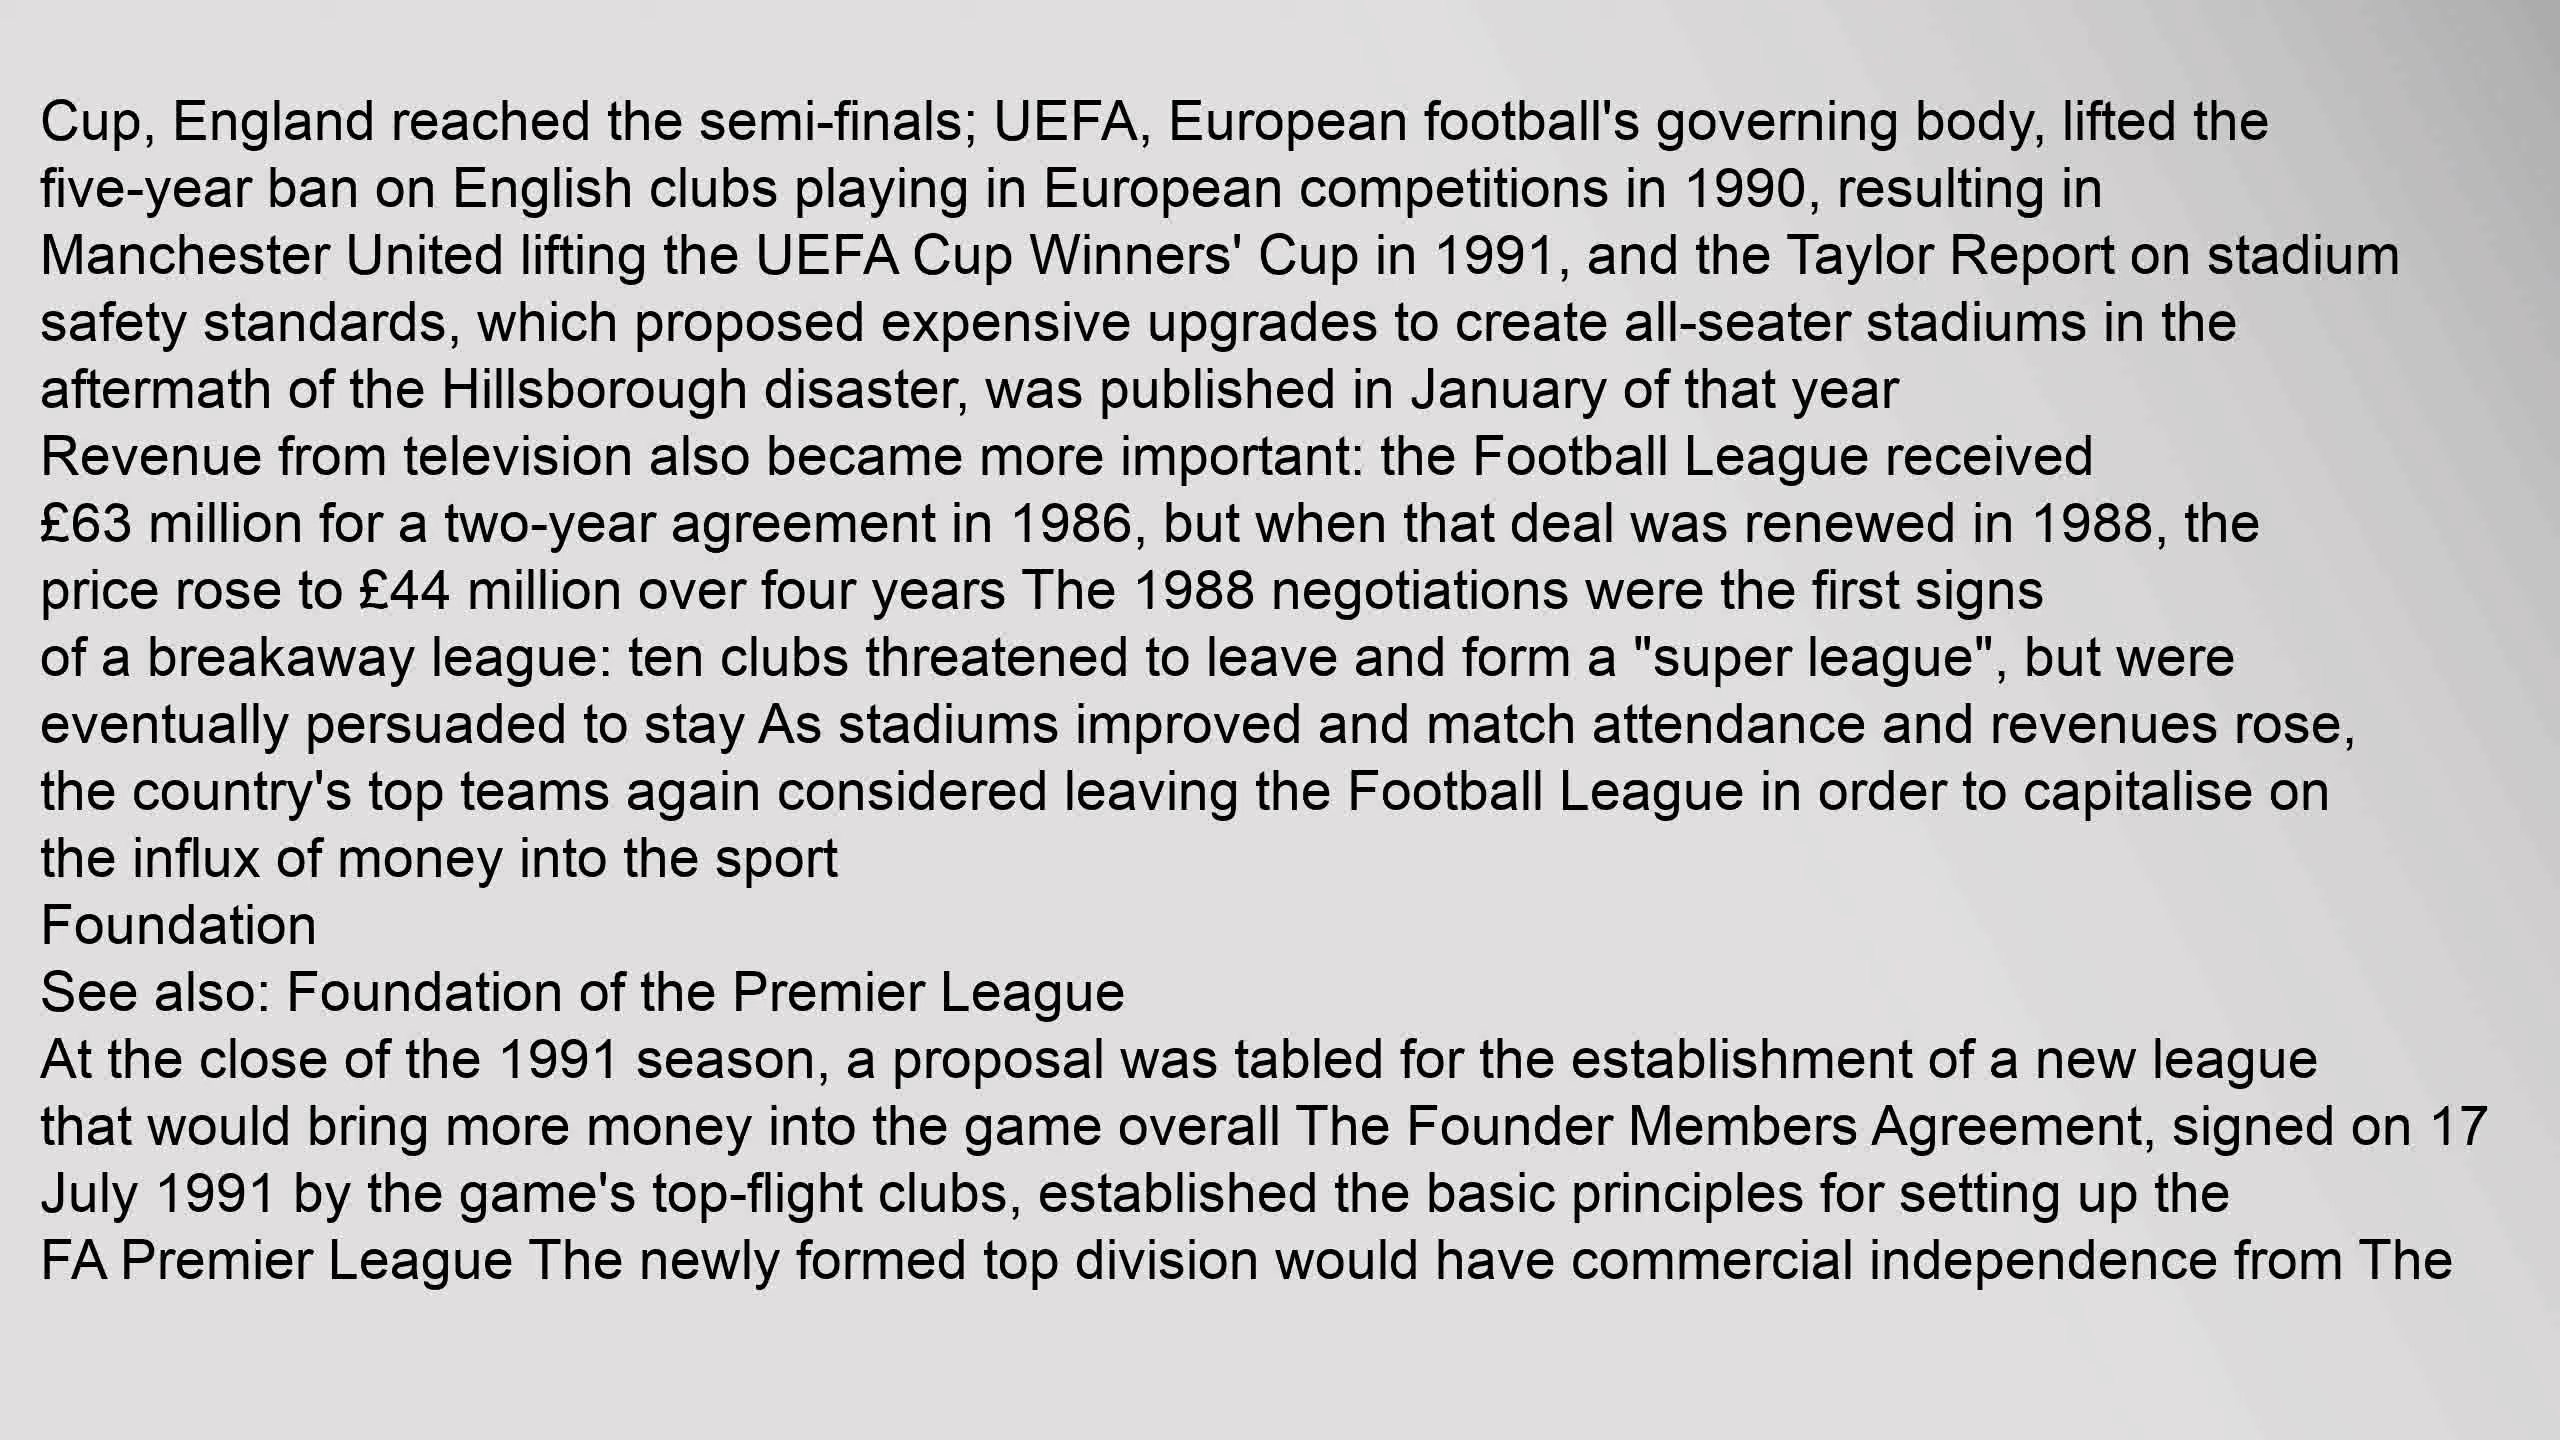 Cup, England reached the semi-finals; UEFA, European football's governing body, lifted the
five-year ban on English clubs playing in European competitions in 1990, resulting in
Manchester United lifting the UEFA Cup Winners' Cup in 1991, and the Taylor Report on stadium
safety standards, which proposed expensive upgrades to create all-seater stadiums in the
aftermath of the Hillsborough disaster, was published in January of that year
Revenue from television also became more important: the Football League received
£63 million for a two-year agreement in 1986, but when that deal was renewed in 1988, the
price rose to £44 million over four years The 1988 negotiations were the first signs
of a breakaway league: ten clubs threatened to leave and form a "super league", but were
eventually persuaded to stay As stadiums improved and match attendance and revenues rose,
the country's top teams again considered leaving the Football League in order to capitalise on
the influx of money into the sport
Foundation
See also: Foundation of the Premier League
At the close of the 1991 season, a proposal was tabled for the establishment of a new league
that would bring more money into the game overall The Founder Members Agreement, signed on 17
July 1991 by the game's top-flight clubs, established the basic principles for setting up the
FA Premier League The newly formed top division would have commercial independence from The